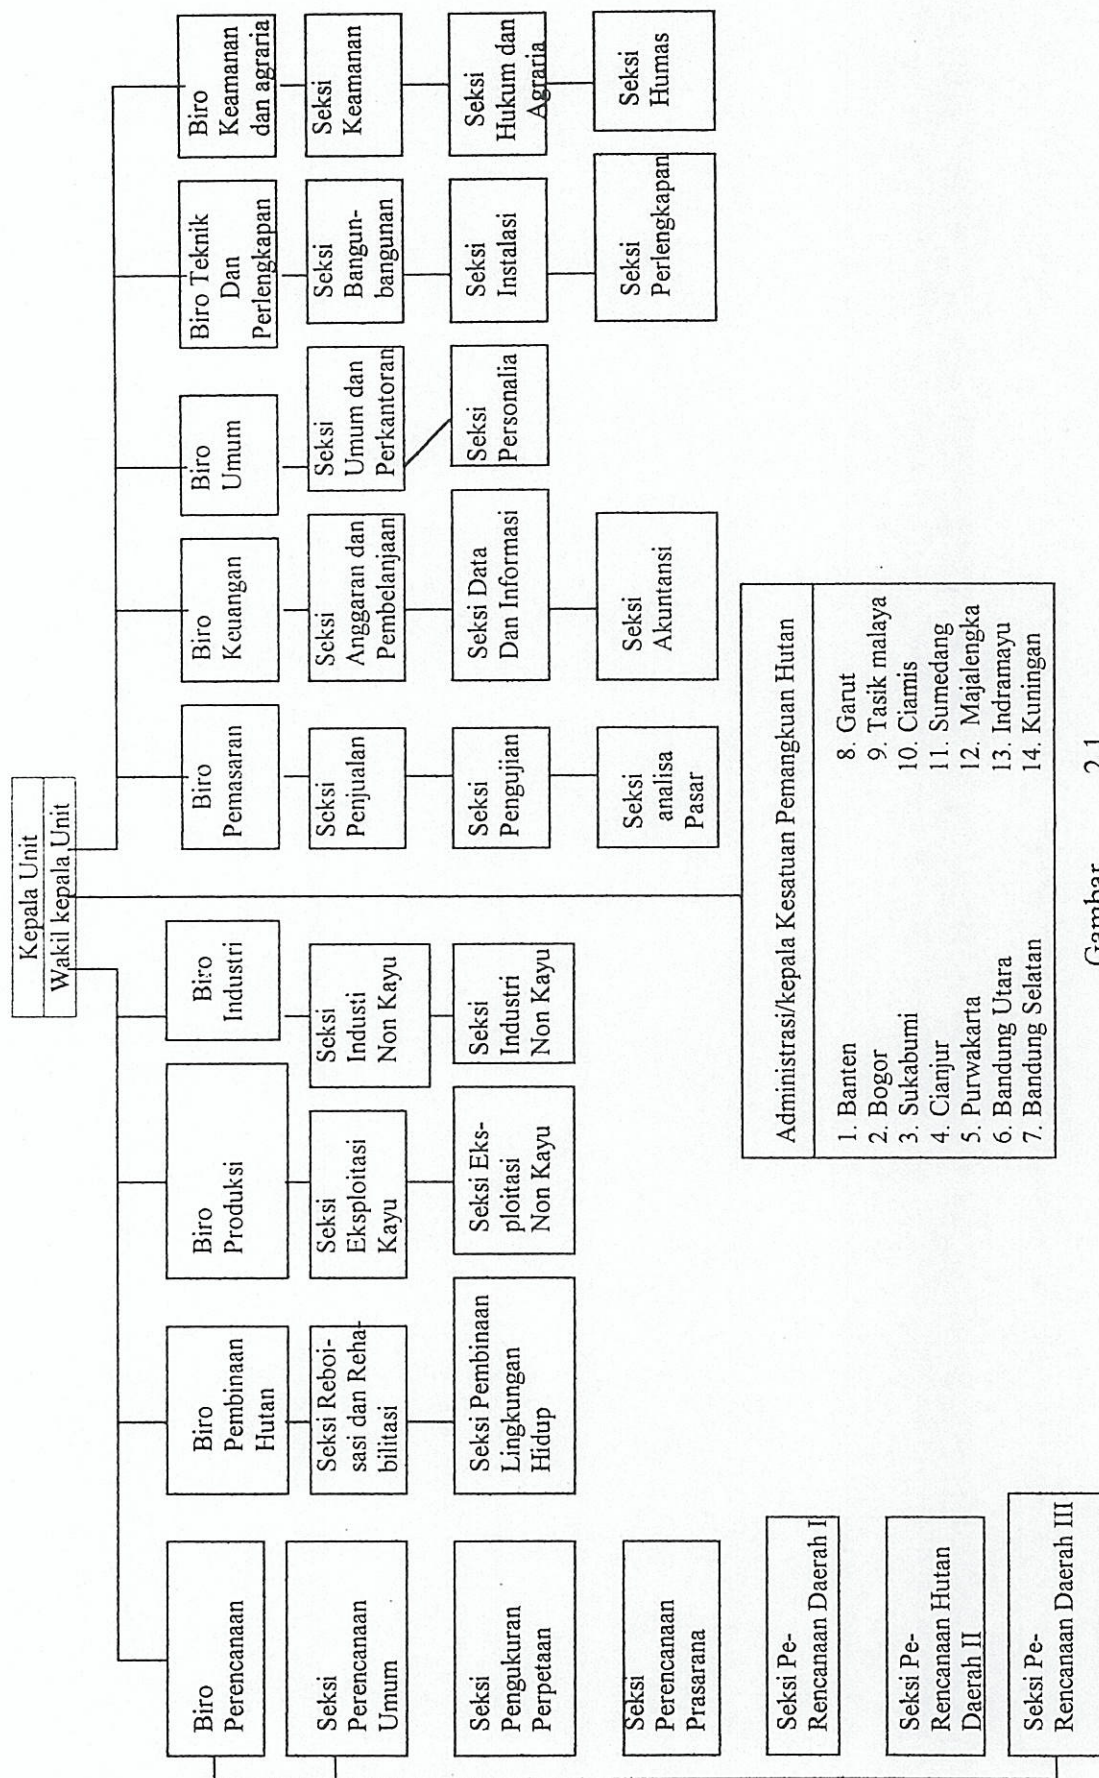 Kepala Unit
Wakil kepala Unit
Biro
Perencanaan
Biro
Pembinaan
Hutan
Biro
Produksi
Biro
Industri
Biro
Pemasaran
Biro
Keuangan
Biro
Umum
Biro Teknik
Dan
Perlengkapan
Biro
Keamanan
dan agraria
Seksi
Perencanaan
Umum
Seksi Reboi-
sasi dan Reha-
bilitasi
Seksi
Eksploitasi
Kayu
Seksi
Industi
Non Kayu
Seksi
Penjualan
Seksi
Anggaran dan
Pembelanjaan
Seksi
Umum dan
Perkantoran
Seksi
Bangun-
bangunan
Seksi
Keamanan
Seksi
Pengukuran
Perpetaan
Seksi Pembinaan
Lingkungan
Hidup
Seksi Eks-
ploitasi
Non Kayu
Seksi
Industri
Non Kayu
Seksi
Pengujian
Seksi Data
Dan Informasi
Seksi
Personalia
Seksi
Instalasi
Seksi
Hukum dan
Agraria
Seksi
Perencanaan
Prasarana
Seksi
analisa
Pasar
Seksi
Akuntansi
Seksi
Perlengkapan
Seksi
Humas
Seksi Pe-
Rencanaan Daerah I
Seksi Pe-
Rencanaan Hutan
Daerah II
Seksi Pe-
Rencanaan Daerah III
Administrasi/kepala Kesatuan Pemangkuan Hutan
1. Banten
2. Bogor
3. Sukabumi
4. Cianjur
5. Purwakarta
6. Bandung Utara
7. Bandung Selatan
8. Garut
9. Tasik malaya
10. Ciamis
11. Sumedang
12. Majalengka
13. Indramayu
14. Kuningan
Gambar 2.1